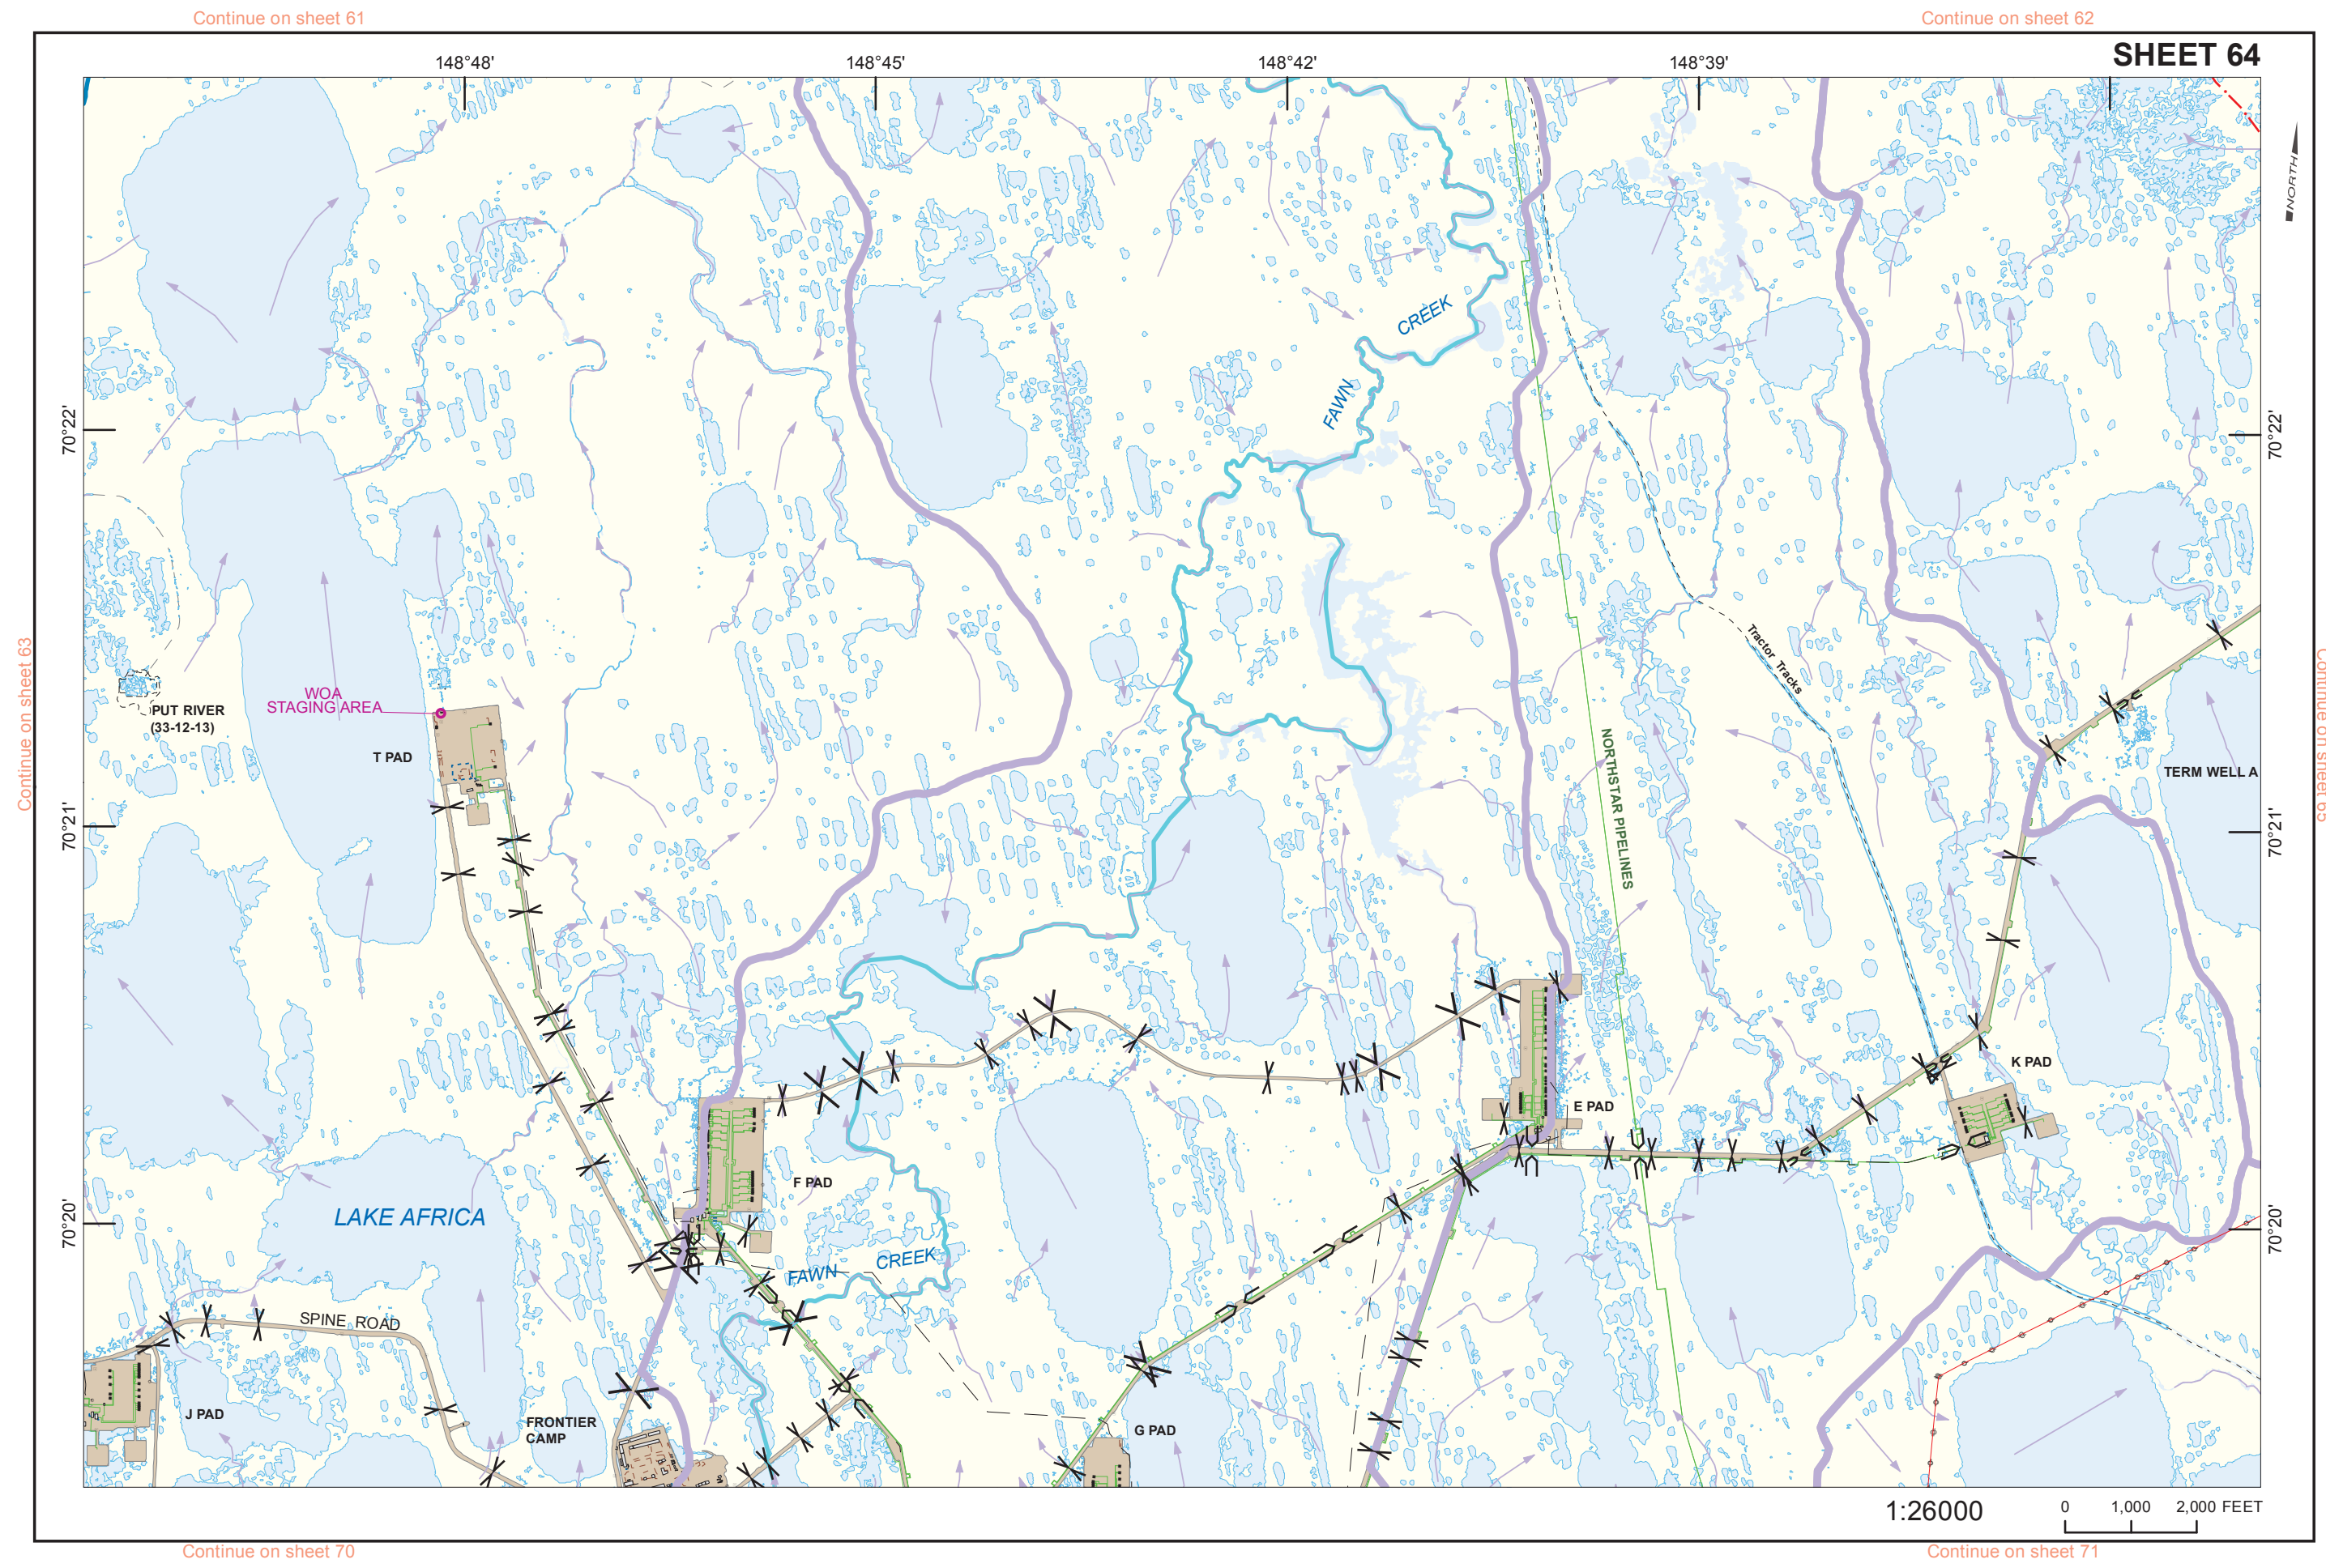 Continue on sheet 61
Continue on sheet 62
SHEET 64
148°48'
148°45'
148°42'
148°39'
NORTH
CREEK
FAWN
70°22'
70°22'
Continue on sheet 63
Continue on sheet 65
Tractor Tracks
WOA
STAGING AREA
PUT RIVER
(33-12-13)
T PAD
NORTHSTAR PIPELINES
TERM WELL A
70°21'
70°21'
K PAD
E PAD
F PAD
LAKE AFRICA
70°20'
70°20'
FAWN CREEK
SPINE ROAD
J PAD
FRONTIER
CAMP
G PAD
1:26000
0 1,000 2,000 FEET
Continue on sheet 70
Continue on sheet 71